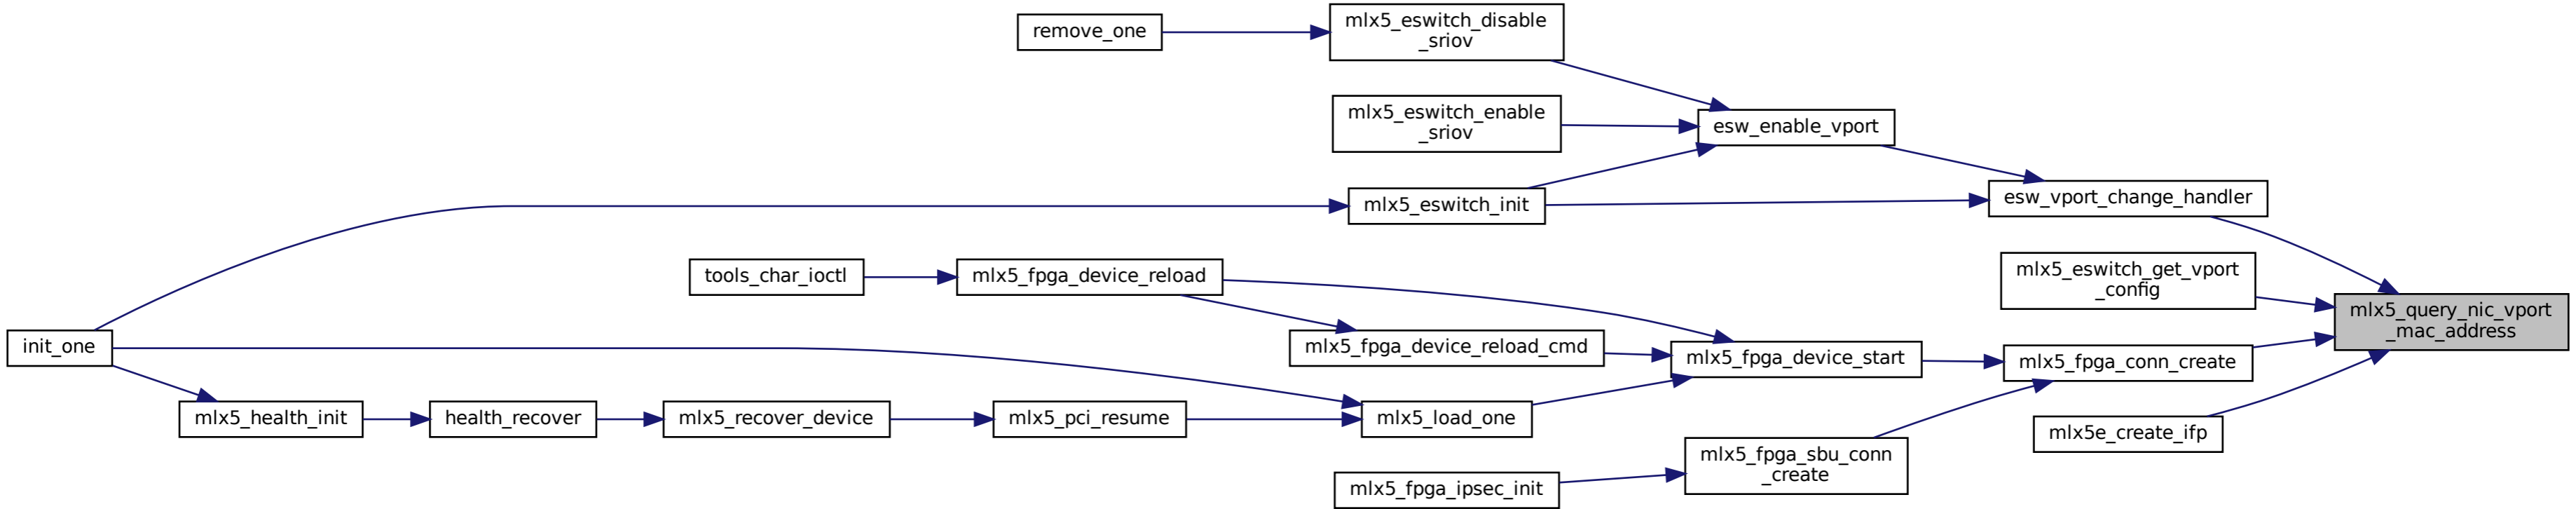 remove_one
mlx5_eswitch_disable
_sriov
mlx5_eswitch_enable
_sriov
esw_enable_vport
mlx5_eswitch_init
esw_vport_change_handler
tools_char_ioctl
mlx5_fpga_device_reload
mlx5_eswitch_get_vport
_config
mlx5_query_nic_vport
_mac_address
init_one
mlx5_fpga_device_reload_cmd
mlx5_fpga_device_start
mlx5_fpga_conn_create
mlx5_health_init
health_recover
mlx5_recover_device
mlx5_pci_resume
mlx5_load_one
mlx5e_create_ifp
mlx5_fpga_sbu_conn
_create
mlx5_fpga_ipsec_init